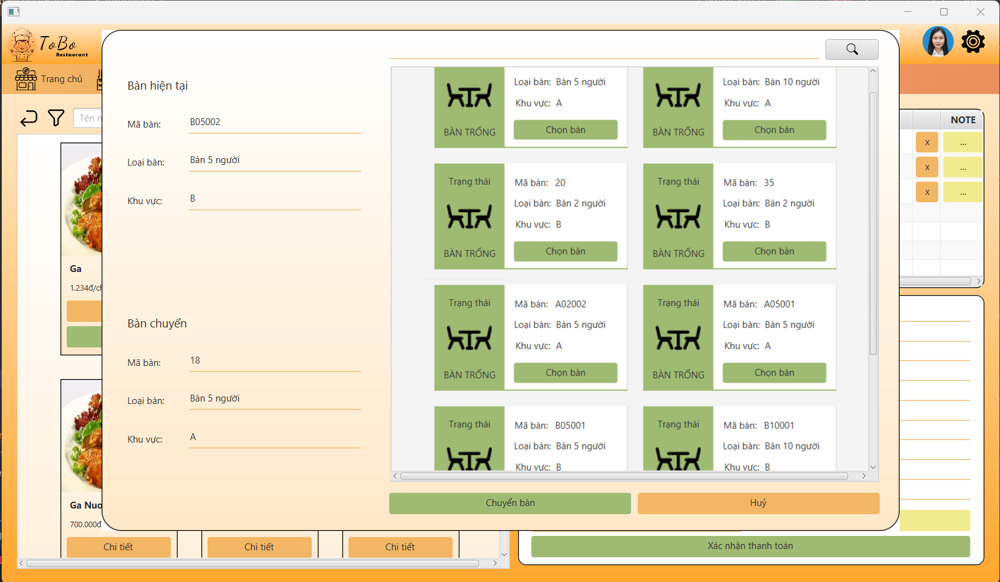 ToBo
Restaurant
Trang chủ
Tên
NOTE
x
...
x
...
x
...
Ga
1.234đ/
Ga
700.000đ
Chi tiết
Chi tiết
Chi tiết
Xác nhận thanh toán
Bàn hiện tại
Mã bàn:
B05002
Loại bàn:
Bàn 5 người
Khu vực:
B
Bàn chuyển
Mã bàn:
18
Loại bàn:
Bàn 5 người
Khu vực:
A
Loại bàn: Bàn 5 người
Khu vực: A
BÀN TRỐNG
Chọn bàn
Loại bàn: Bàn 10 người
Khu vực: A
BÀN TRỐNG
Chọn bàn
Trạng thái
Mã bàn: 20
Loại bàn: Bàn 2 người
Khu vực: B
BÀN TRỐNG
Chọn bàn
Trạng thái
Mã bàn: 35
Loại bàn: Bàn 2 người
Khu vực: B
BÀN TRỐNG
Chọn bàn
Trạng thái
Mã bàn: A02002
Loại bàn: Bàn 5 người
Khu vực: A
BÀN TRỐNG
Chọn bàn
Trạng thái
Mã bàn: A05001
Loại bàn: Bàn 5 người
Khu vực: A
BÀN TRỐNG
Chọn bàn
Trạng thái
Mã bàn: B05001
Loại bàn: Bàn 5 người
Khu vực: B
Trạng thái
Mã bàn: B10001
Loại bàn: Bàn 10 người
Khu vực: B
Chuyển bàn
Huỷ